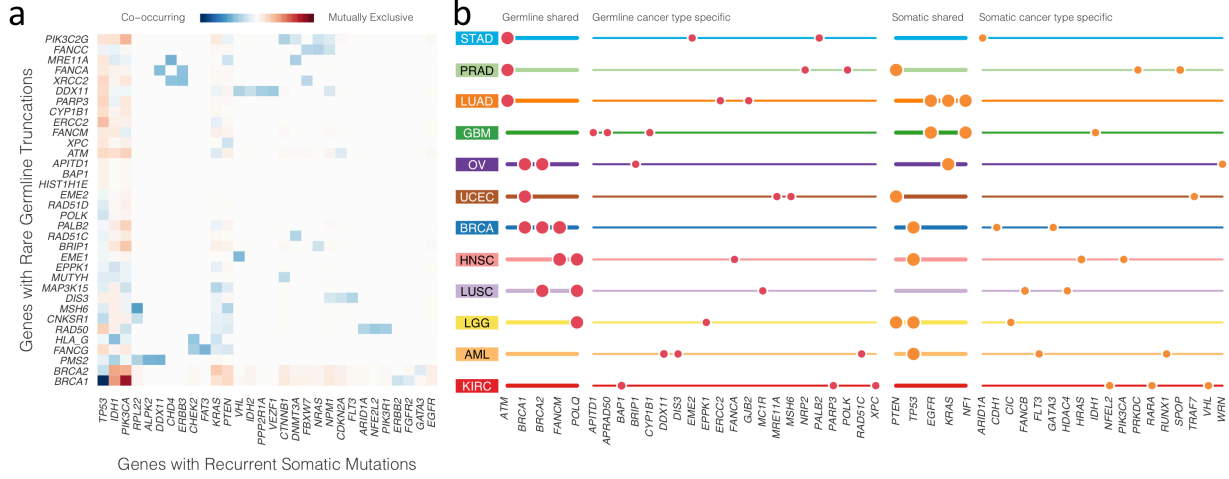 a
Co-occurring
Mutually Exclusive
Genes with Rare Germline Truncations
PIK3C2G
FANCC
MRE11A
FANCA
XRCC2
DDX11
PARP3
CYP1B1
ERCC2
FANCM
XPC
ATM
APITD1
BAP1
HIST1H1E
EME2
RAD51D
POLK
PALB2
RAD51C
BRIP1
EME1
EPPK1
MUTYH
MAP3K15
DIS3
MSH6
CNKSR1
RAD50
HLA_G
FANCG
PMS2
BRCA2
BRCA1
TP53
IDH1
PIK3CA
RPL22
ALPK2
DDX11
CHD4
ERBB3
CHEK2
FAT3
KRAS
PTEN
VHL
IDH2
PPP2R1A
VEZF1
CTNNB1
DNMT3A
FBXW7
NRAS
NPM1
CDKN2A
FLT3
ARID1A
NFE2L2
PIK3R1
ERBB2
FGFR2
GATA3
EGFR
Genes with Recurrent Somatic Mutations
b
Germline shared
Germline cancer type specific
Somatic shared
Somatic cancer type specific
STAD
PRAD
LUAD
GBM
OV
UCEC
BRCA
HNSC
LUSC
LGG
AML
KIRC
ATM
BRCA1
BRCA2
FANCM
POLQ
APITD1
APRAD50
BAP1
BRIP1
CYP1B1
DDX11
DIS3
EME2
EPPK1
ERCC2
FANCA
GJB2
MC1R
MRE11A
MSH6
NRP2
PALB2
PARP3
POLK
RAD51C
XPC
PTEN
TP53
EGFR
KRAS
NF1
ARID1A
CDH1
CIC
FANCB
FLT3
GATA3
HDAC4
HRAS
IDH1
NFEL2
PIK3CA
PRKDC
RARA
RUNX1
SPOP
TRAF7
VHL
WRN